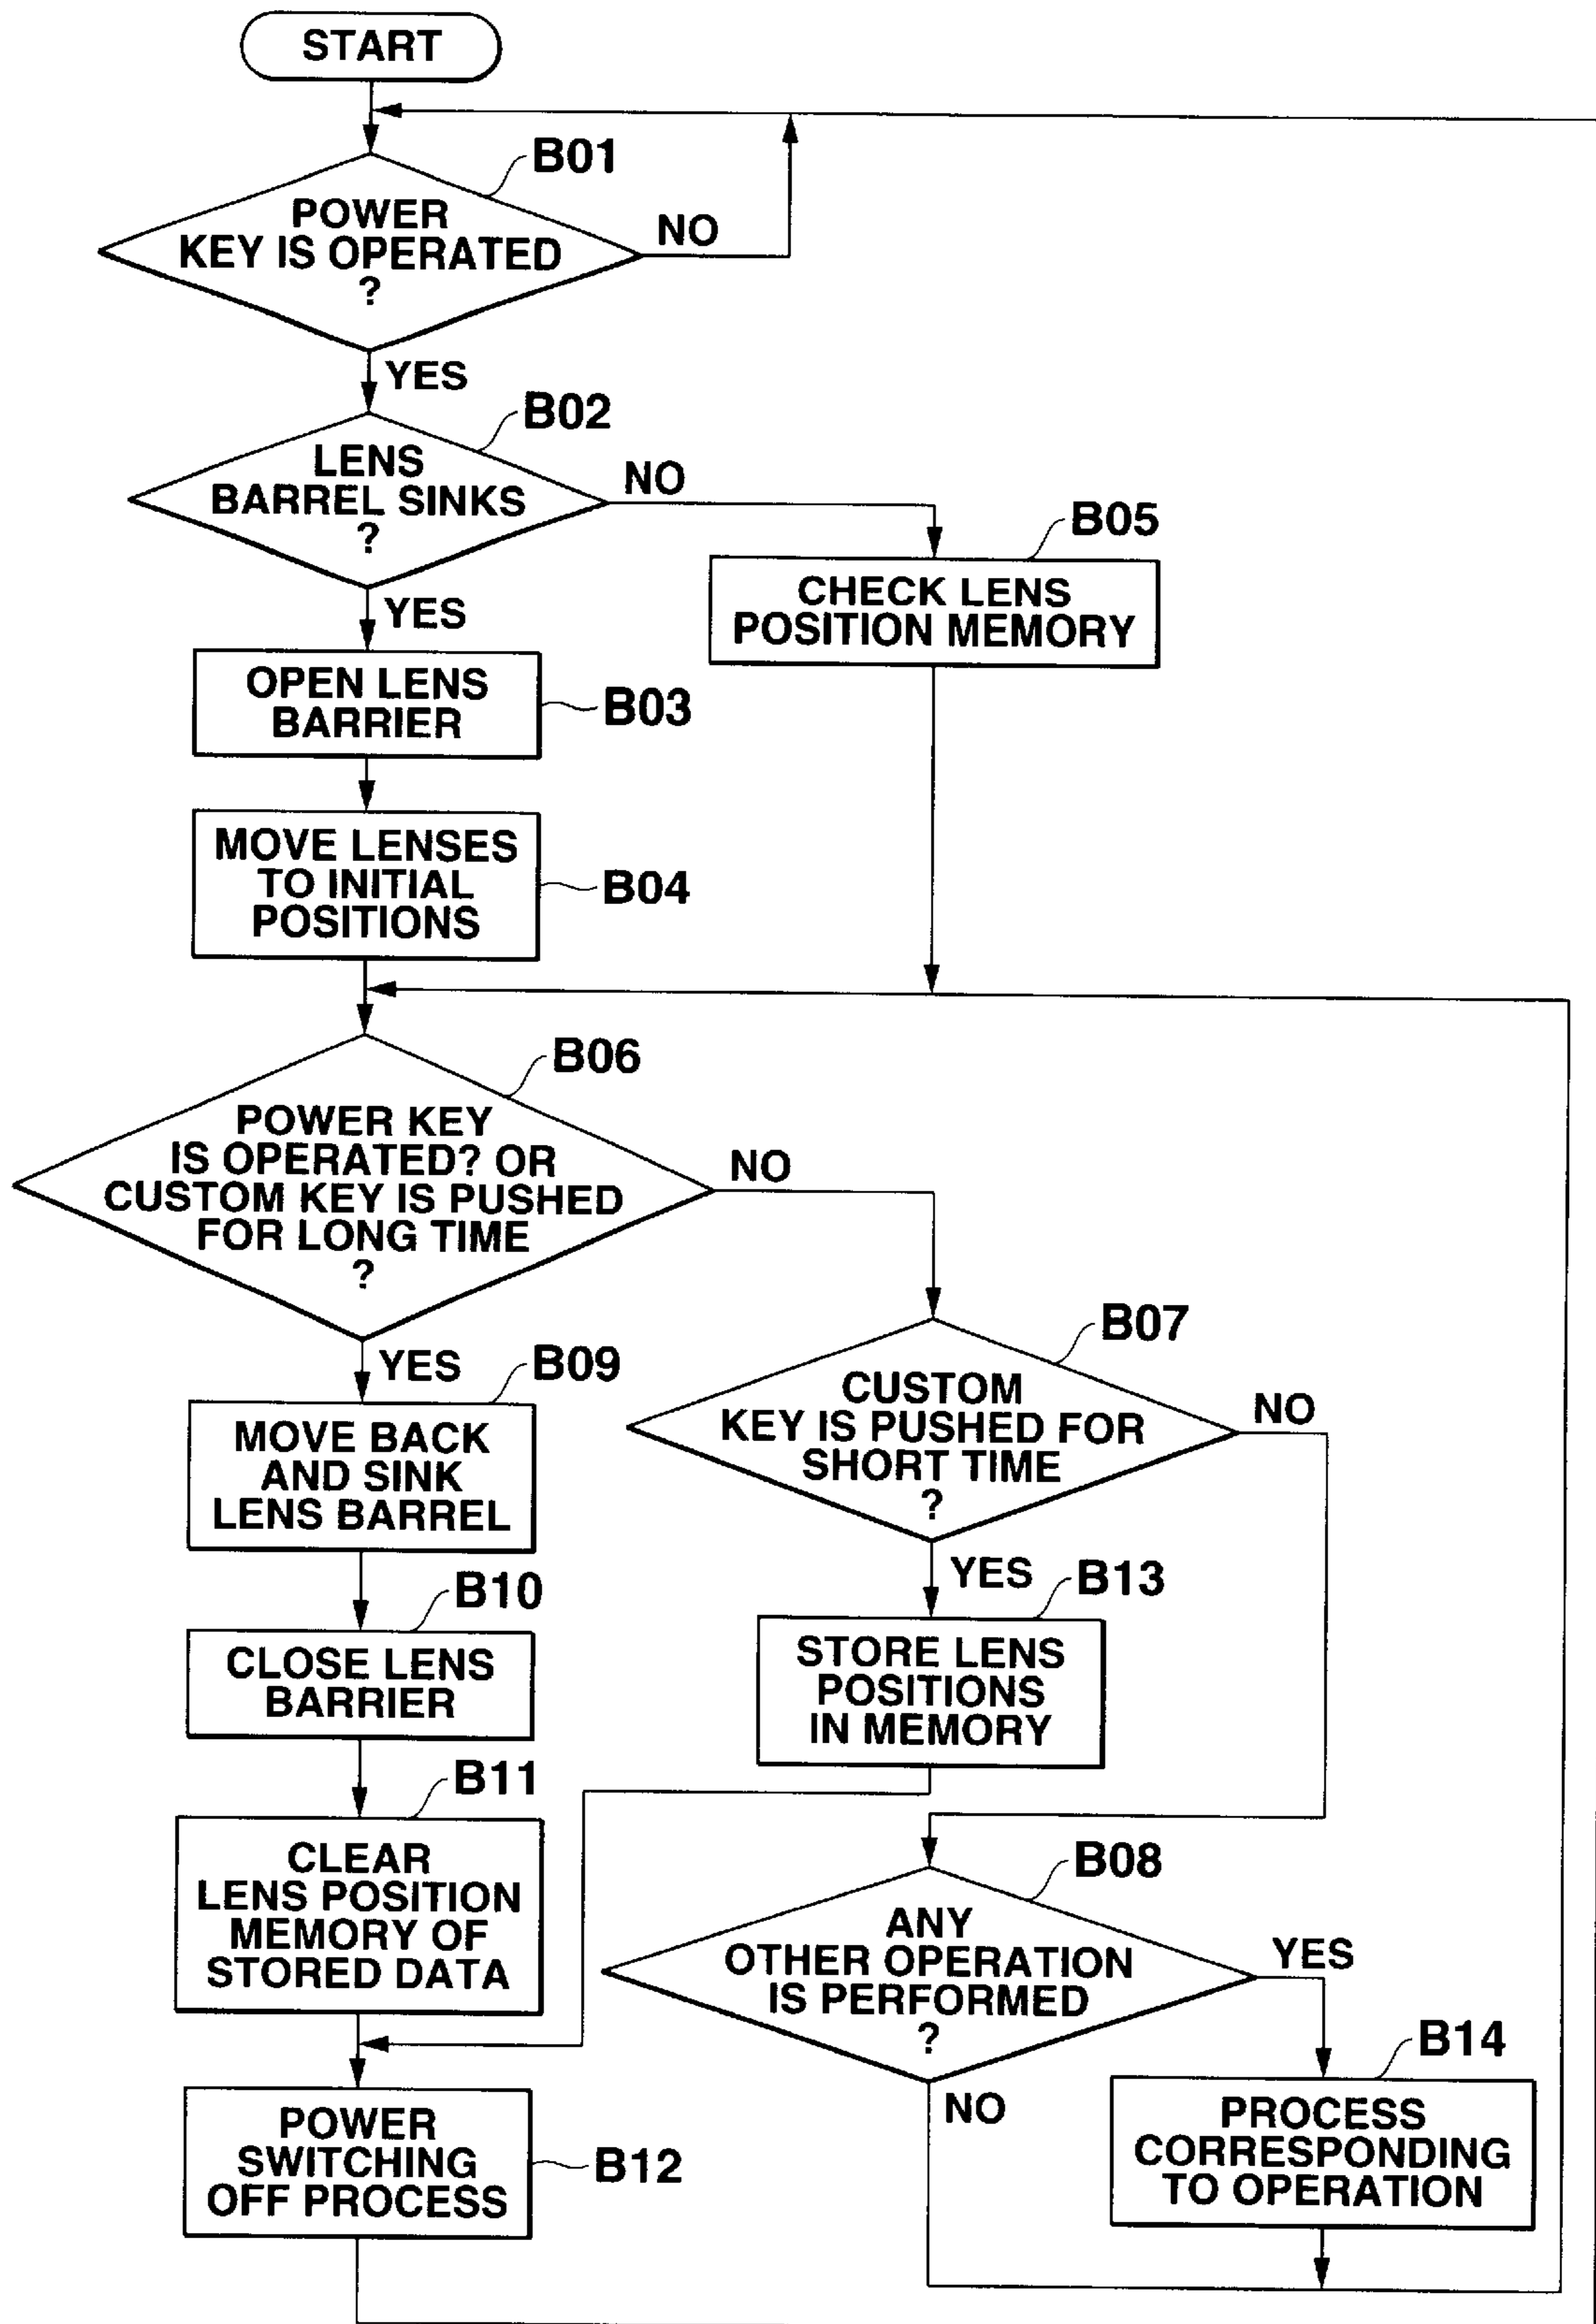 START
B01
POWER
KEY IS OPERATED
?
NO
YES
B02
LENS
BARREL SINKS
?
NO
YES
B05
CHECK LENS
POSITION MEMORY
OPEN LENS
BARRIER
B03
MOVE LENSES
TO INITIAL
POSITIONS
B04
B06
POWER KEY
IS OPERATED? OR
CUSTOM KEY IS PUSHED
FOR LONG TIME
?
NO
YES
B07
CUSTOM
KEY IS PUSHED FOR
SHORT TIME
?
NO
YES
B09
MOVE BACK
AND SINK
LENS BARREL
B10
CLOSE LENS
BARRIER
B13
STORE LENS
POSITIONS
IN MEMORY
B11
CLEAR
LENS POSITION
MEMORY OF
STORED DATA
B08
ANY
OTHER OPERATION
IS PERFORMED
?
YES
NO
B14
PROCESS
CORRESPONDING
TO OPERATION
POWER
SWITCHING
OFF PROCESS
B12